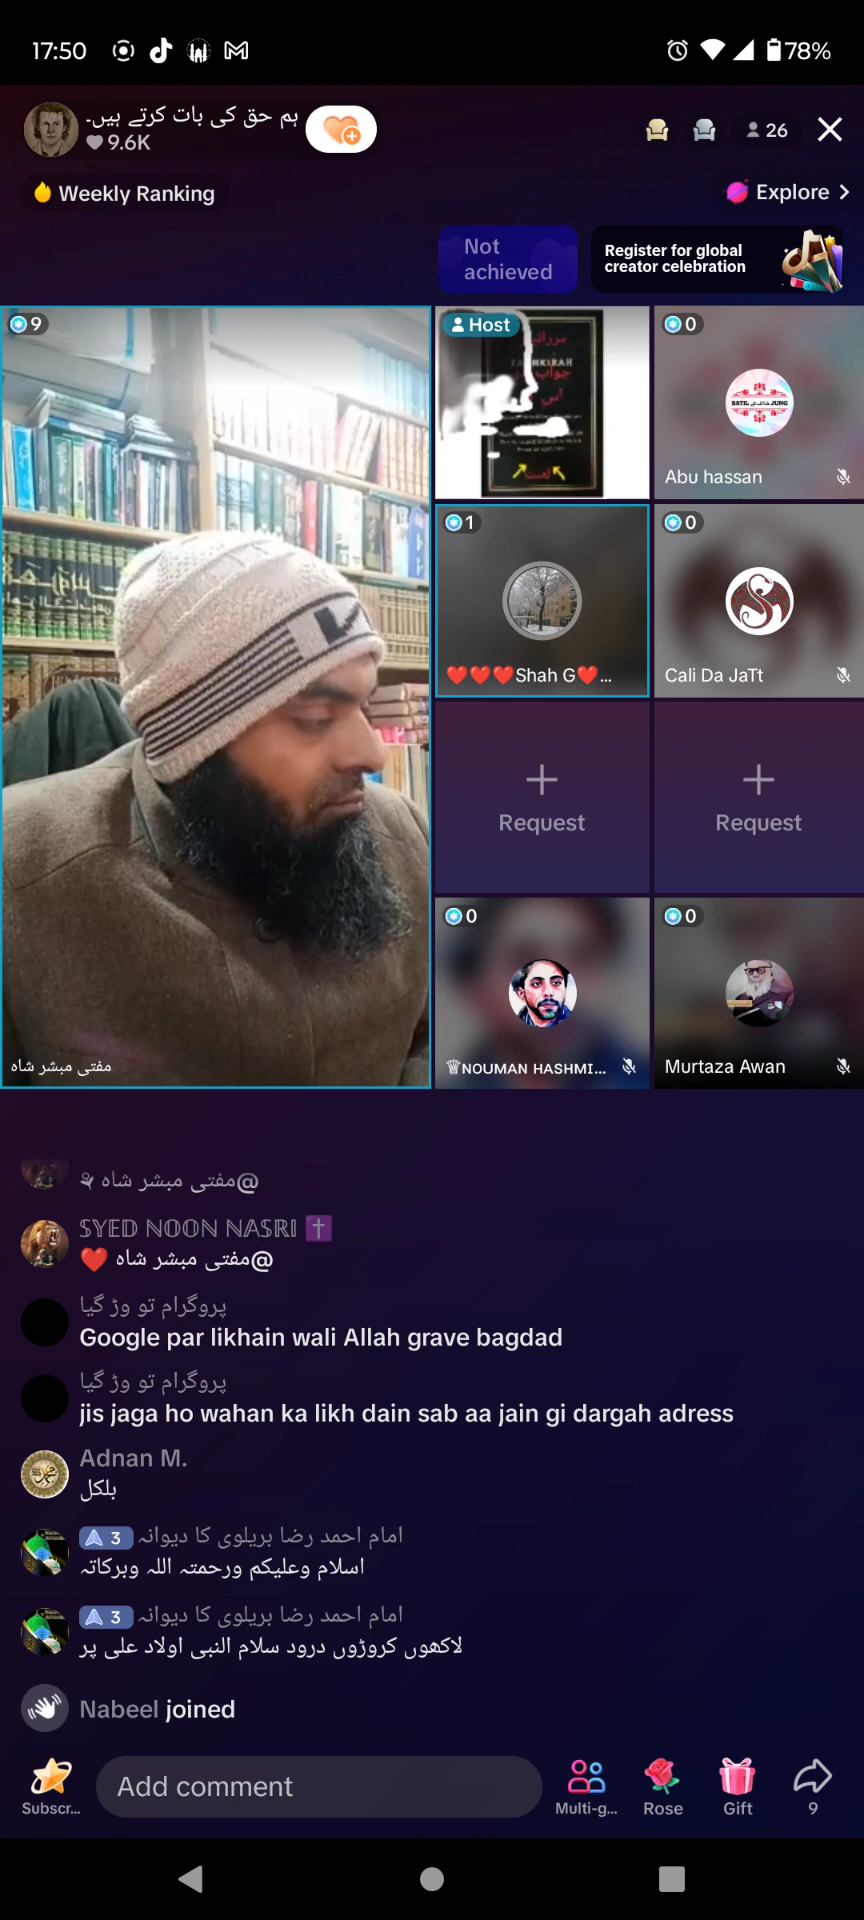 17:50
78%
ہم حق کی بات کرتے ہیں۔
9.6K
26
Weekly Ranking
Explore
Not
achieved
Register for global
creator celebration
9
مفتی مبشر شاہ
Host
جواب
اس
0
BATIL خلاف کے JUNG
Abu hassan
1
❤️❤️❤️Shah G❤️...
0
Cali Da JaTt
Request
Request
0
♕NOUMAN HASHMI...
0
Murtaza Awan
@مفتی مبشر شاہ
𝕊𝕐𝔼𝔻 ℕ𝕆𝕆ℕ ℕ𝔸𝕊ℝ𝕀 ✝️
@مفتی مبشر شاہ ❤️
پروگرام تو وڑ گیا
Google par likhain wali Allah grave bagdad
پروگرام تو وڑ گیا
jis jaga ho wahan ka likh dain sab aa jain gi dargah adress
Adnan M.
بلکل
3 امام احمد رضا بریلوی کا دیوانہ
اسلام وعلیکم ورحمتہ اللہ وبرکاتہ
3 امام احمد رضا بریلوی کا دیوانہ
لاکھوں کروڑوں درود سلام النبی اولاد علی پر
Nabeel joined
Subscr...
Add comment
Multi-g...
Rose
Gift
9